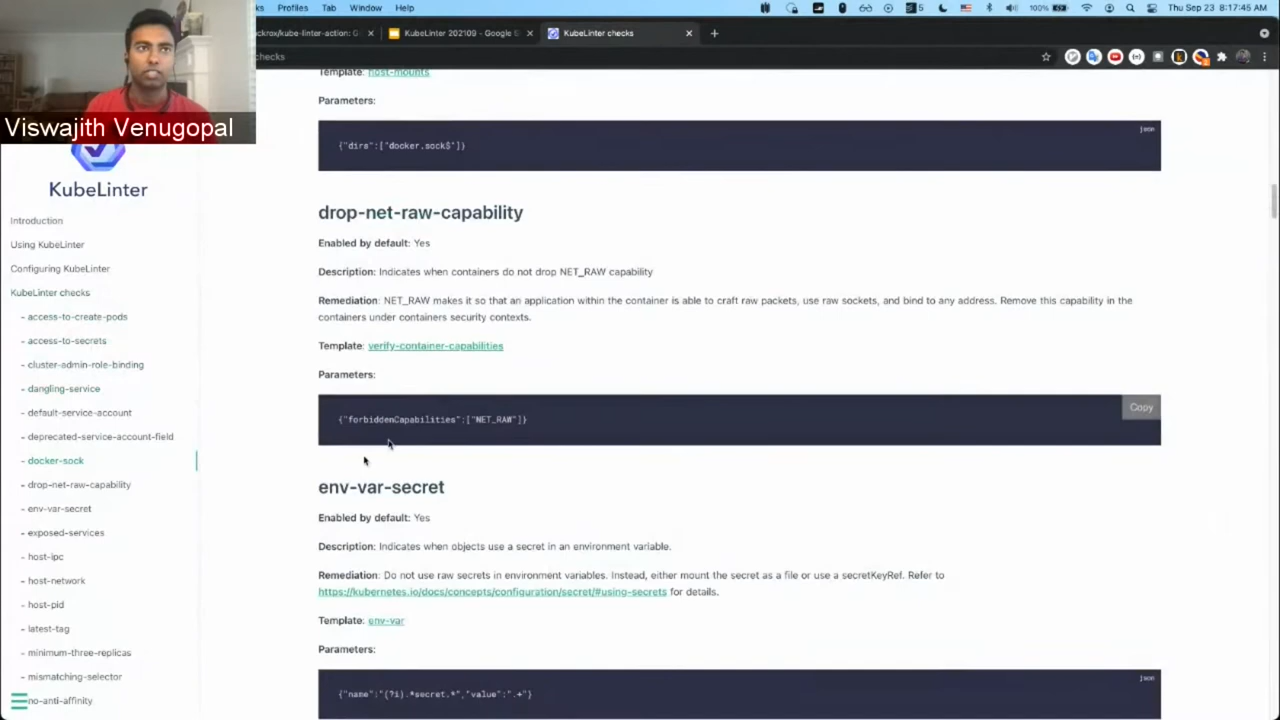 ks Profiles Tab Window Help
5
100%
Thu Sep 23 8:17:45 AM
ckrox/kube-linter-action: G
KubeLinter 202109 - Google S
KubeLinter checks
checks
Viswajith Venugopal
KubeLinter
Introduction
Using KubeLinter
Configuring KubeLinter
KubeLinter checks
- access-to-create-pods
- access-to-secrets
- cluster-admin-role-binding
- dangling-service
- default-service-account
- deprecated-service-account-field
- docker-sock
- drop-net-raw-capability
- env-var-secret
- exposed-services
- host-ipc
- host-network
- host-pid
- latest-tag
- minimum-three-replicas
- mismatching-selector
no-anti-affinity
Template: host-mounts
Parameters:
json
{"dirs":["docker.sock$"]}
drop-net-raw-capability
Enabled by default: Yes
Description: Indicates when containers do not drop NET_RAW capability
Remediation: NET_RAW makes it so that an application within the container is able to craft raw packets, use raw sockets, and bind to any address. Remove this capability in the
containers under containers security contexts.
Template: verify-container-capabilities
Parameters:
Copy
{"forbiddenCapabilities":["NET_RAW"]}
env-var-secret
Enabled by default: Yes
Description: Indicates when objects use a secret in an environment variable.
Remediation: Do not use raw secrets in environment variables. Instead, either mount the secret as a file or use a secretKeyRef. Refer to
https://kubernetes.io/docs/concepts/configuration/secret/#using-secrets for details.
Template: env-var
Parameters:
json
{"name":"(?i).*secret.*","value":".+"}